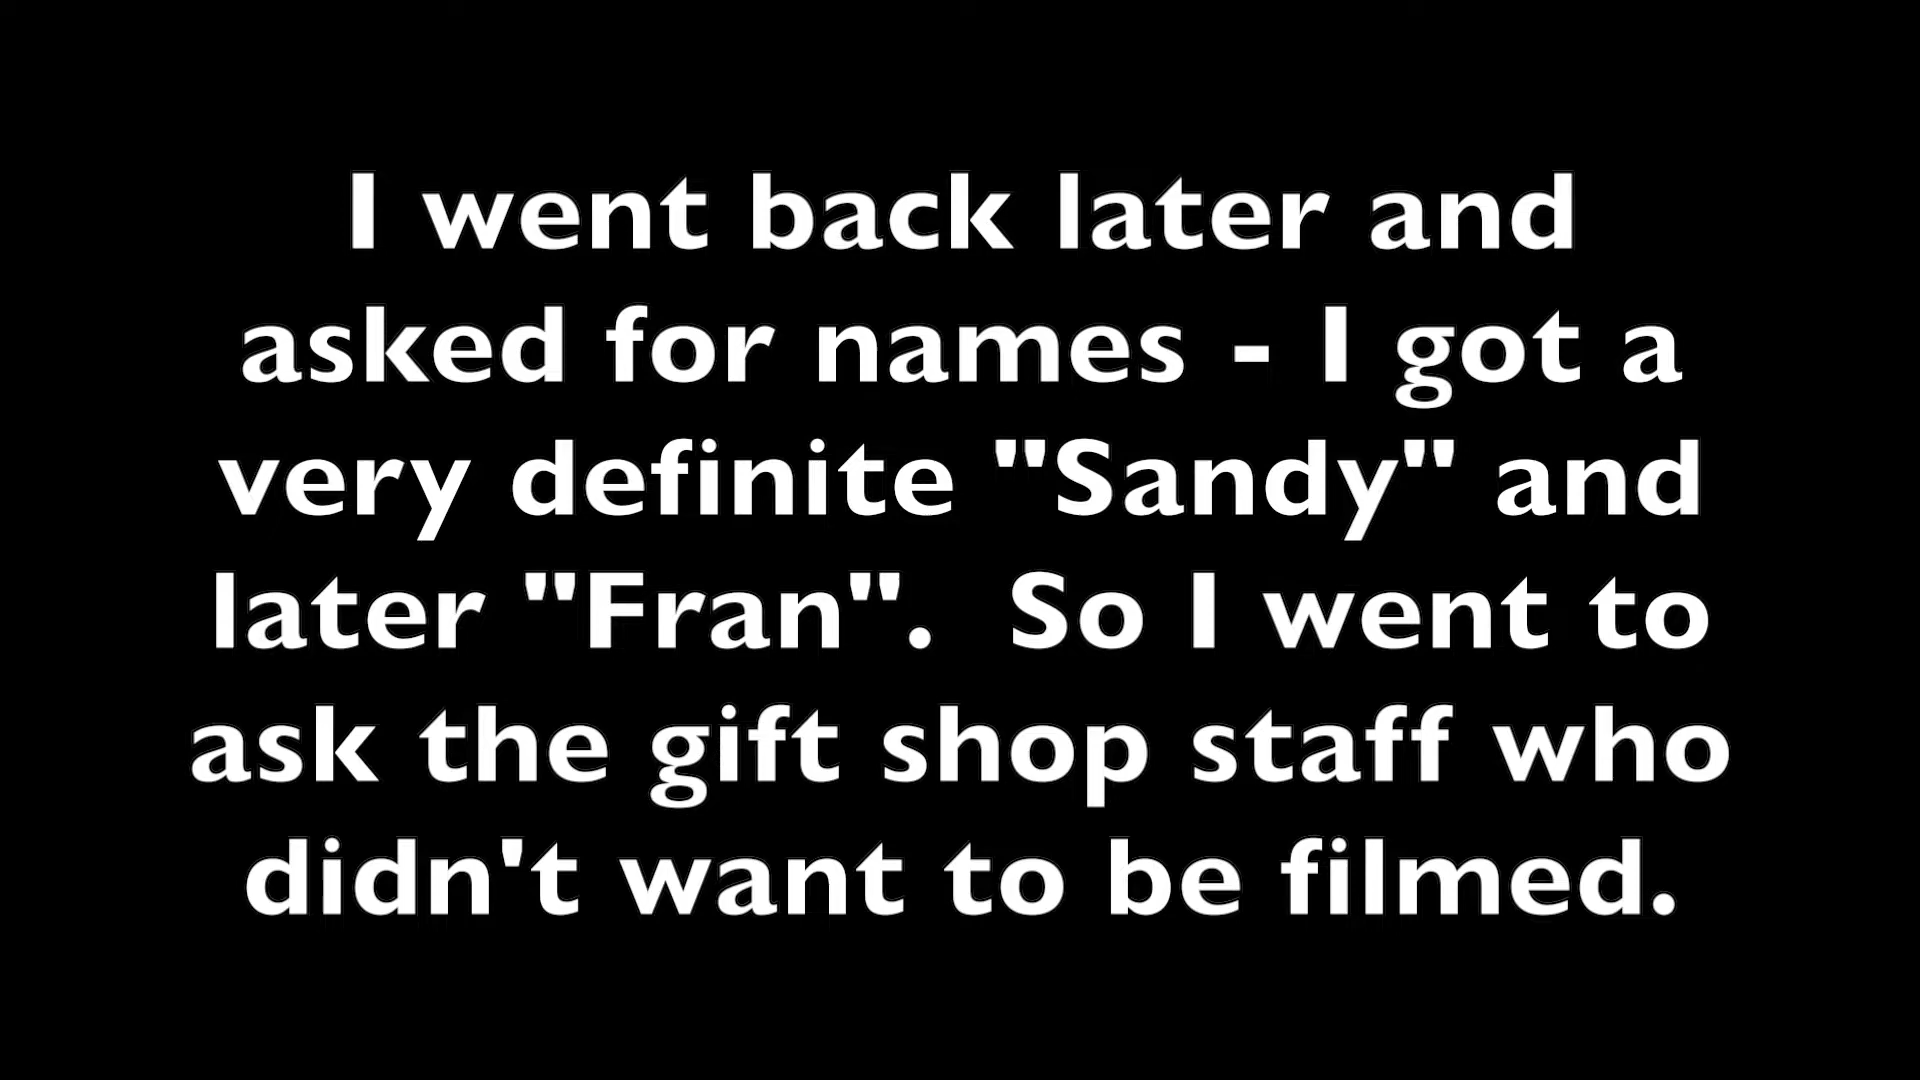 I went back later and
asked for names - I got a
very definite "Sandy" and
later "Fran".  So I went to
ask the gift shop staff who
didn't want to be filmed.